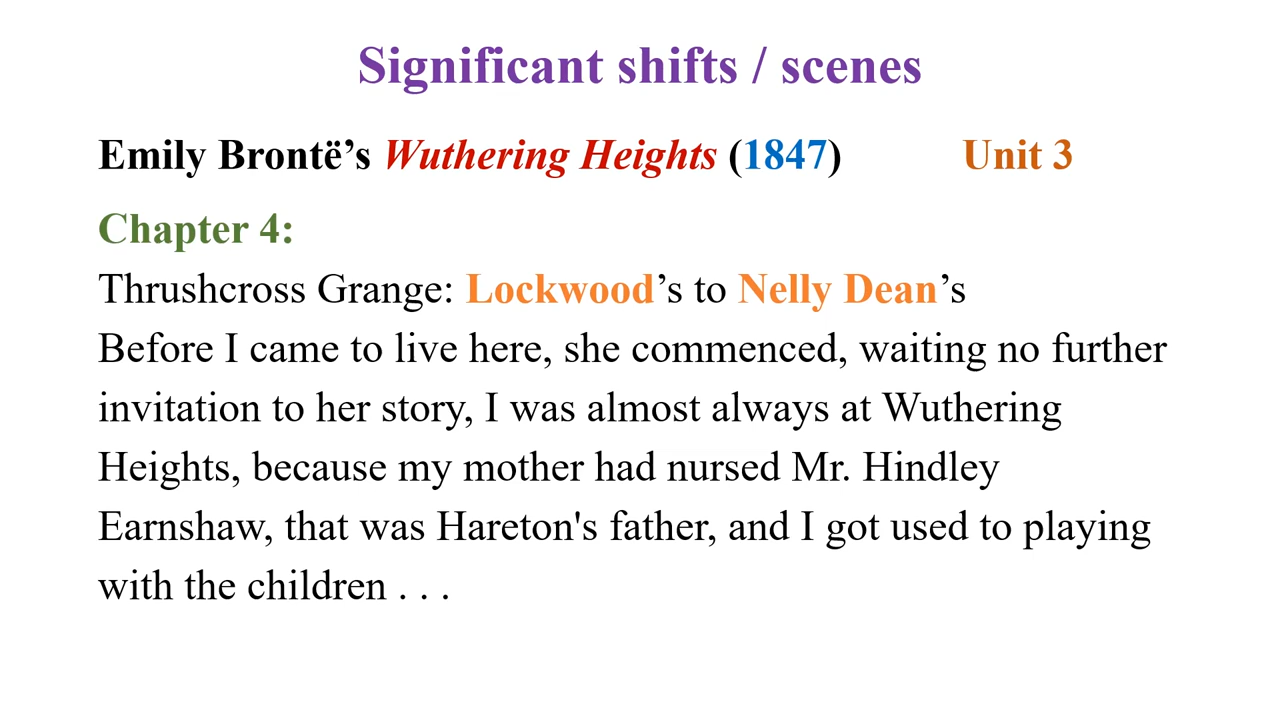 Significant shifts / scenes
Emily Brontë’s Wuthering Heights (1847) Unit 3
Chapter 4:
Thrushcross Grange: Lockwood’s to Nelly Dean’s
Before I came to live here, she commenced, waiting no further
invitation to her story, I was almost always at Wuthering
Heights, because my mother had nursed Mr. Hindley
Earnshaw, that was Hareton's father, and I got used to playing
with the children . . .